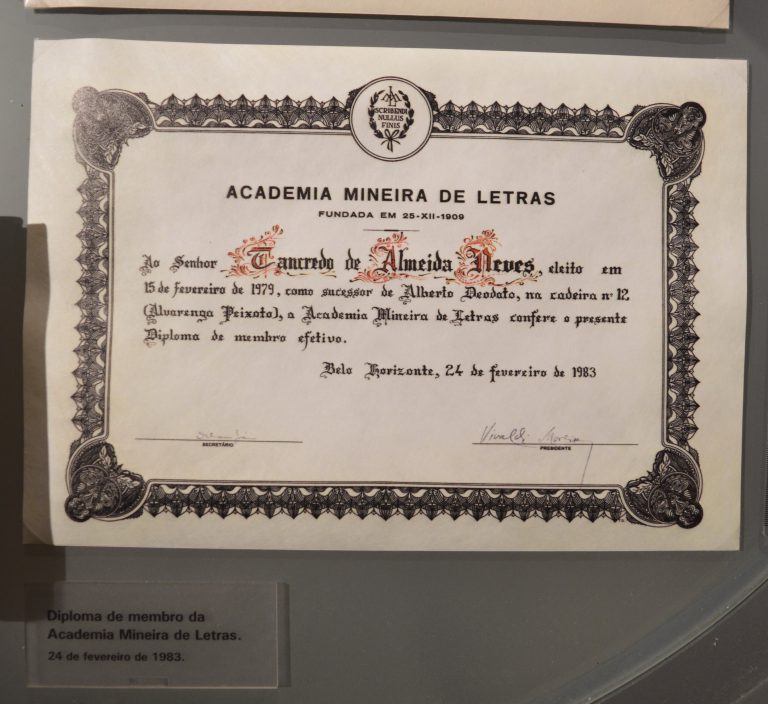 SCRIBENDI
NULLUS
FINIS
ACADEMIA MINEIRA DE LETRAS
FUNDADA EM 25-XII-1909
Ao Senhor Tancredo de Almeida Neves, eleito em
15 de fevereiro de 1979, como sucessor de Alberto Deodato, na cadeira nº 12
(Alvarenga Peixoto), a Academia Mineira de Letras confere o presente
Diploma de membro efetivo.
Belo Horizonte, 24 de fevereiro de 1983
Vivaldi Moreira
SECRETÁRIO
PRESIDENTE
Diploma de membro da
Academia Mineira de Letras.
24 de fevereiro de 1983.